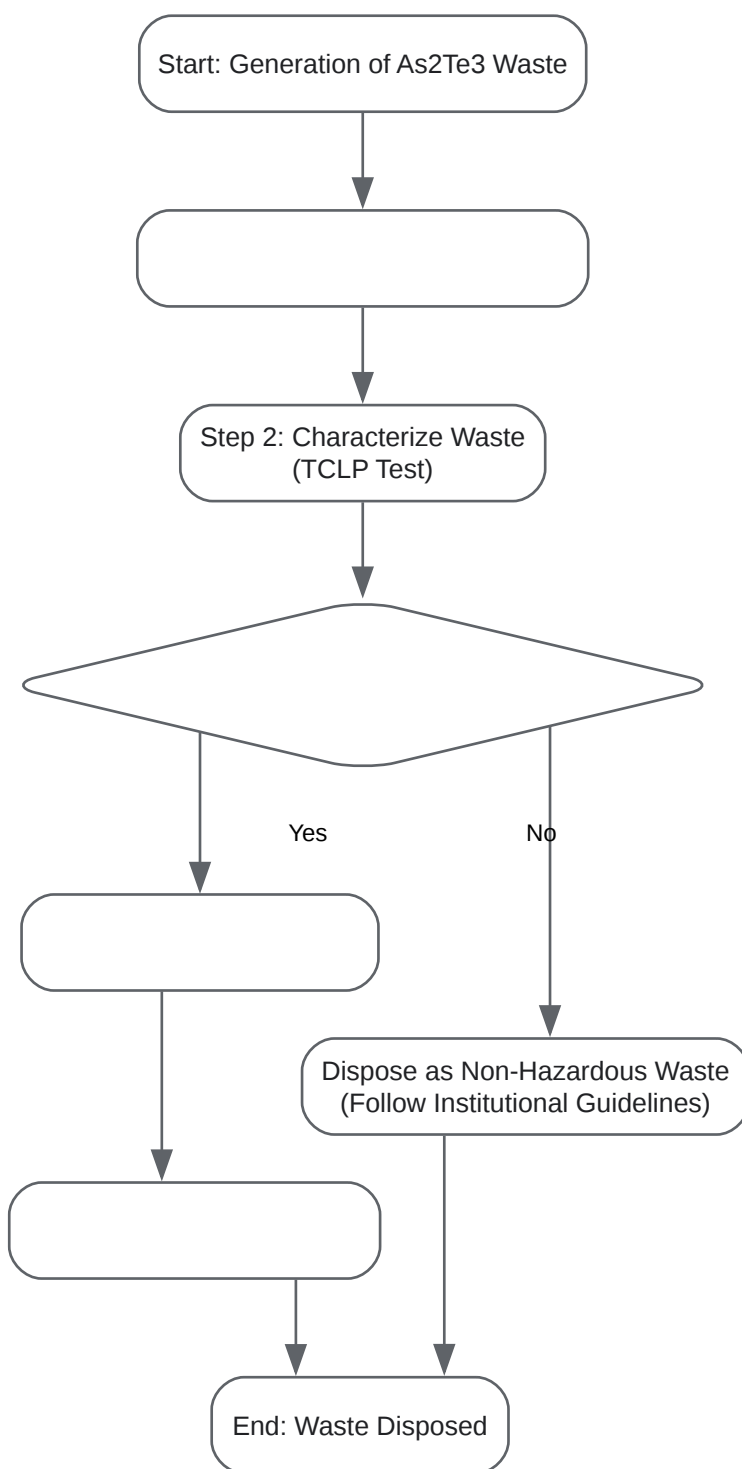 Start: Generation of As2Te3 Waste
Step 2: Characterize Waste
(TCLP Test)
Yes
No
Dispose as Non-Hazardous Waste
(Follow Institutional Guidelines)
End: Waste Disposed